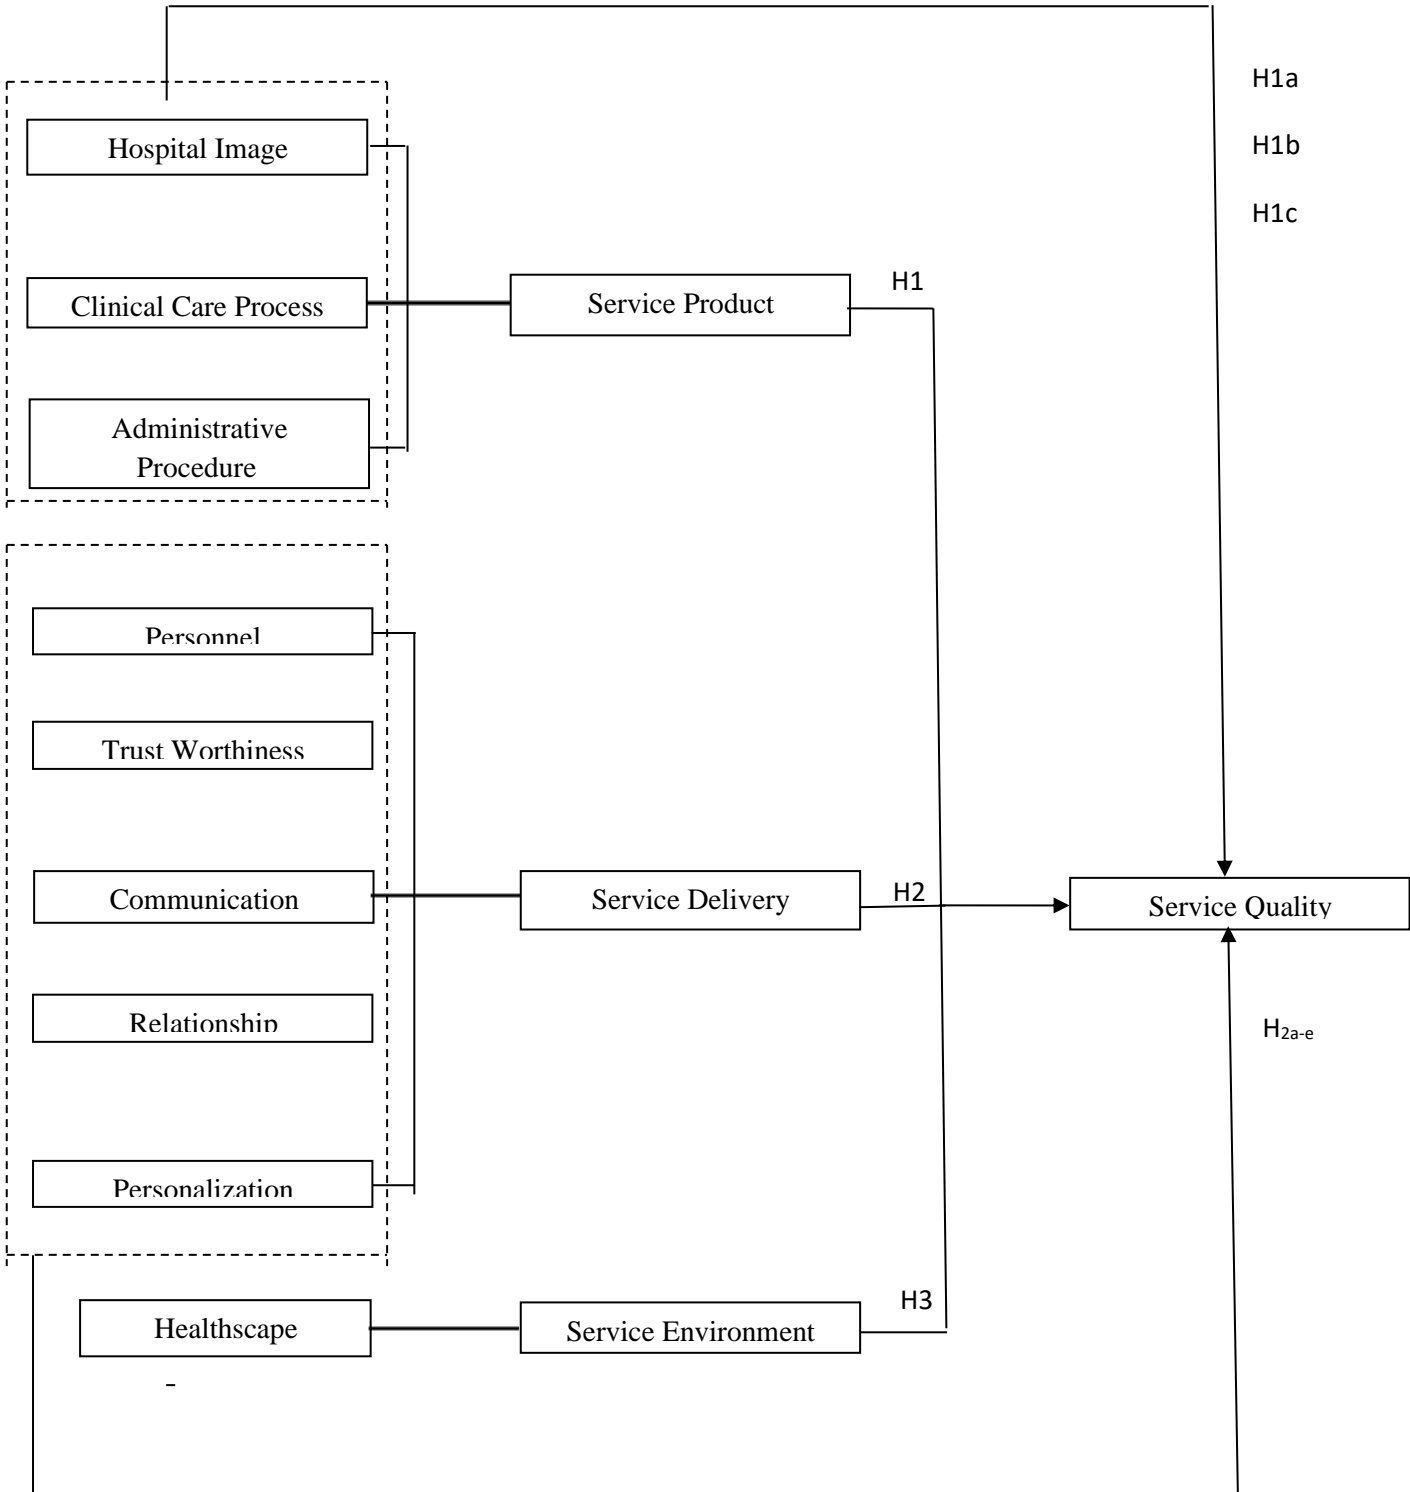 H1a
Hospital Image
H1b
H1c
H1
Clinical Care Process
Service Product
Administrative
Procedure
Personnel
Trust Worthiness
Communication
Service Delivery
H2
Service Quality
Relationship
H2a-e
Personalization
Healthscape
Service Environment
H3